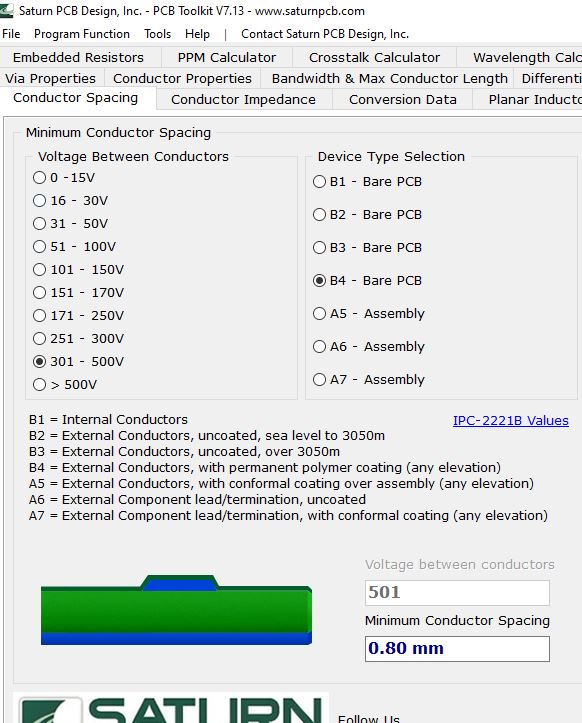 Saturn PCB Design, Inc. - PCB Toolkit V7.13 - www.saturnpcb.com
File Program Function Tools Help | Contact Saturn PCB Design, Inc.
Embedded Resistors PPM Calculator Crosstalk Calculator Wavelength Calc
Via Properties Conductor Properties Bandwidth & Max Conductor Length Differenti
Conductor Spacing Conductor Impedance Conversion Data Planar Inducto
Minimum Conductor Spacing
Voltage Between Conductors
0 -15V
16 - 30V
31 - 50V
51 - 100V
101 - 150V
151 - 170V
171 - 250V
251 - 300V
301 - 500V
> 500V
Device Type Selection
B1 - Bare PCB
B2 - Bare PCB
B3 - Bare PCB
B4 - Bare PCB
A5 - Assembly
A6 - Assembly
A7 - Assembly
B1 = Internal Conductors
IPC-2221B Values
B2 = External Conductors, uncoated, sea level to 3050m
B3 = External Conductors, uncoated, over 3050m
B4 = External Conductors, with permanent polymer coating (any elevation)
A5 = External Conductors, with conformal coating over assembly (any elevation)
A6 = External Component lead/termination, uncoated
A7 = External Component lead/termination, with conformal coating (any elevation)
Voltage between conductors
501
Minimum Conductor Spacing
0.80 mm
SATURN
Follow Us